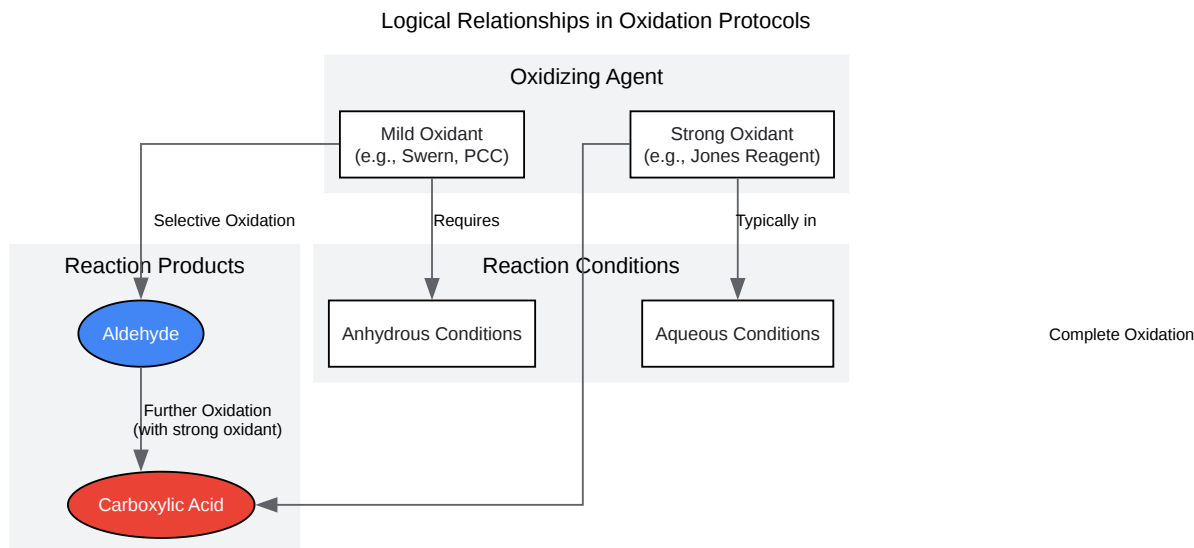 Logical Relationships in Oxidation Protocols
Oxidizing Agent
Mild Oxidant
(e.g., Swern, PCC)
Strong Oxidant
(e.g., Jones Reagent)
Selective Oxidation
Requires
Typically in
Reaction Products
Reaction Conditions
Aldehyde
Anhydrous Conditions
Aqueous Conditions
Complete Oxidation
Further Oxidation
(with strong oxidant)
Carboxylic Acid